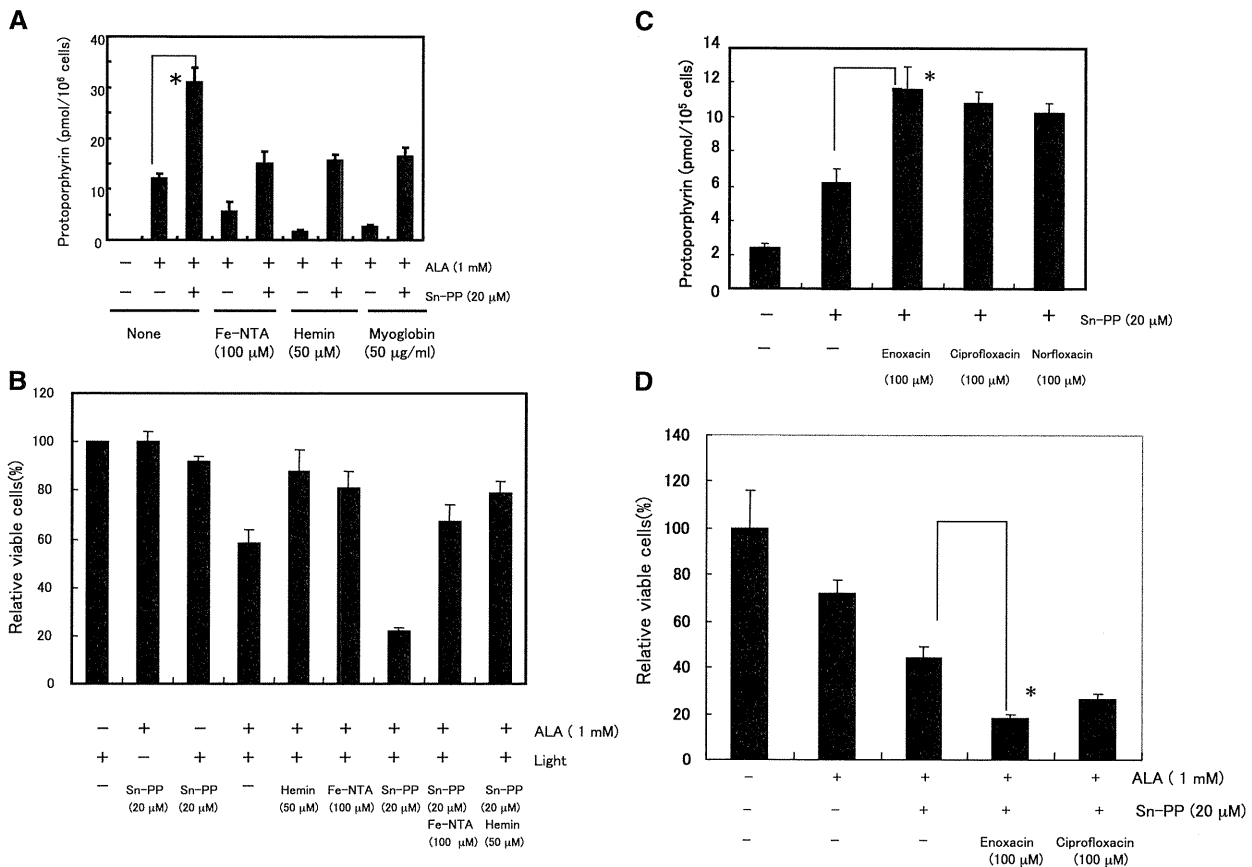 A
Protoporphyrin (pmol/10⁶ cells)
40
30
20
10
0
− + + + + + + + + ALA (1 mM)
− − + − + − + − + Sn-PP (20 μM)
None Fe-NTA Hemin Myoglobin
(100 μM) (50 μM) (50 μg/ml)
*
B
Relative viable cells(%)
120
100
80
60
40
20
0
− + − + + + + + + ALA ( 1 mM)
+ − + + + + + + + Light
− Sn-PP Sn-PP − Hemin Fe-NTA Sn-PP Sn-PP Sn-PP
(20 μM) (20 μM) (50 μM) (100 μM) (20 μM) (20 μM) (20 μM)
Fe-NTA Hemin
(100 μM) (50 μM)
C
Protoporphyrin (pmol/10⁵ cells)
14
12
10
8
6
4
2
0
*
− + + + + Sn-PP (20 μM)
− − Enoxacin Ciprofloxacin Norfloxacin
(100 μM) (100 μM) (100 μM)
D
Relative viable cells(%)
140
120
100
80
60
40
20
0
*
− + + + + ALA ( 1 mM)
− − + + + Sn-PP (20 μM)
− − − Enoxacin Ciprofloxacin
(100 μM) (100 μM)